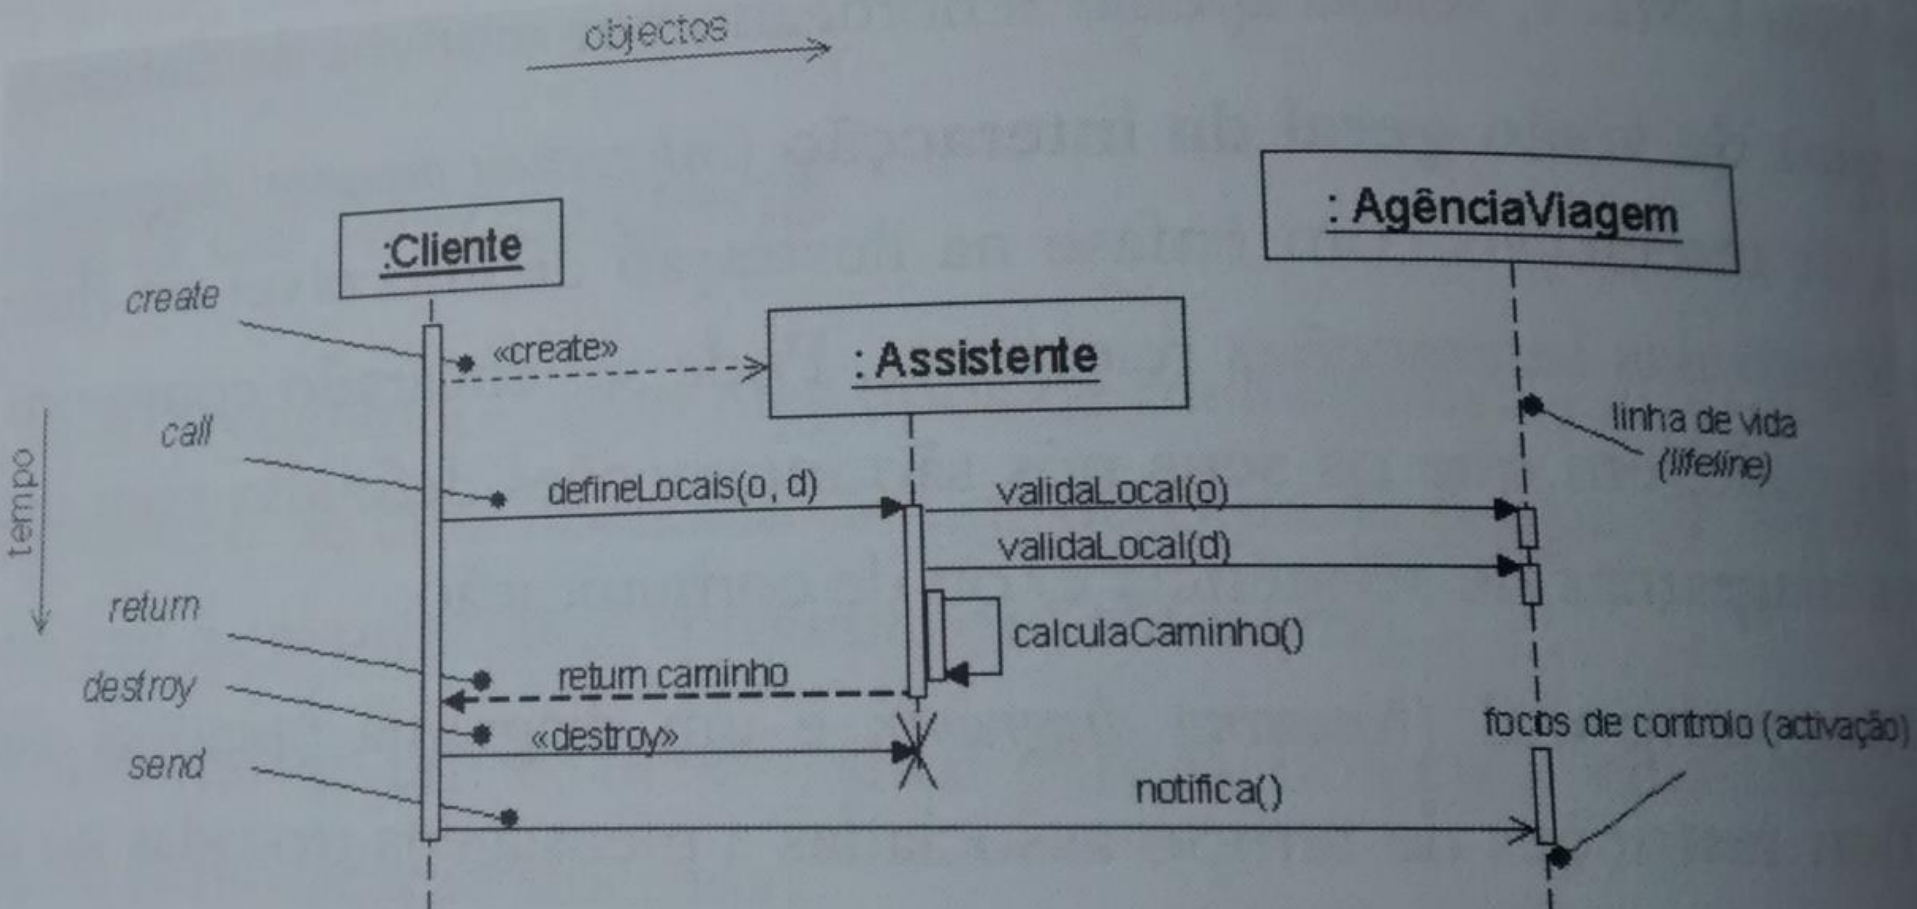 objectos
: AgênciaViagem
:Cliente
create
«create»
: Assistente
call
linha de vida
(lifeline)
tempo
defineLocais(o, d)
validaLocal(o)
validaLocal(d)
return
calculaCaminho()
return caminho
destroy
«destroy»
focos de controlo (activação)
send
notifica()